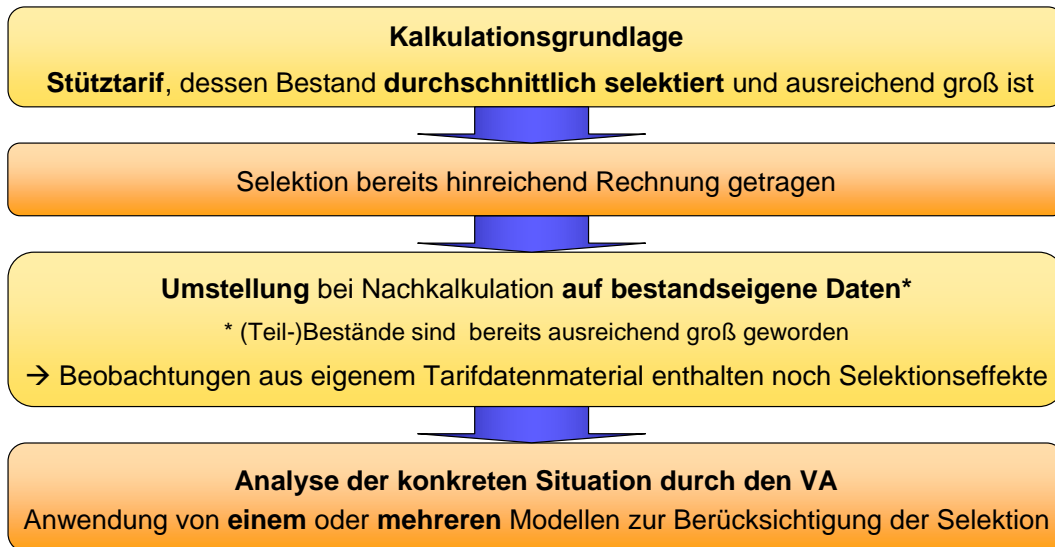 Kalkulationsgrundlage
Stütztarif, dessen Bestand durchschnittlich selektiert und ausreichend groß ist
Selektion bereits hinreichend Rechnung getragen
Umstellung bei Nachkalkulation auf bestandseigene Daten*
* (Teil-)Bestände sind bereits ausreichend groß geworden
→ Beobachtungen aus eigenem Tarifdatenmaterial enthalten noch Selektionseffekte
Analyse der konkreten Situation durch den VA
Anwendung von einem oder mehreren Modellen zur Berücksichtigung der Selektion